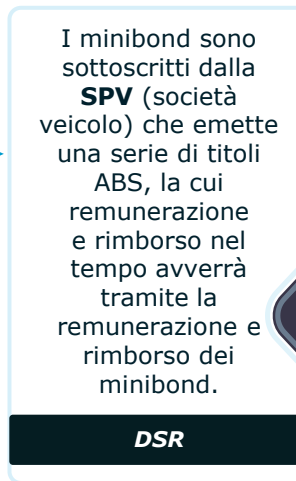 I minibond sono
sottoscritti dalla
SPV (società
veicolo) che emette
una serie di titoli
ABS, la cui
remunerazione
e rimborso nel
tempo avverrà
tramite la
remunerazione e
rimborso dei
minibond.
DSR